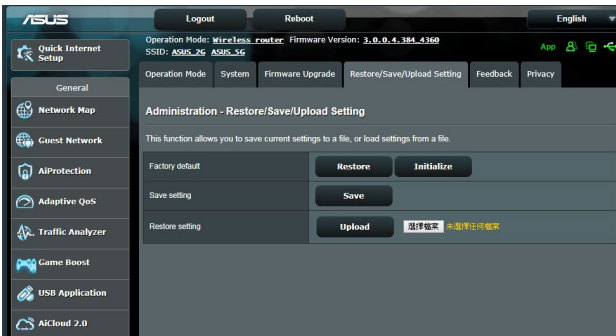 ASUS
Logout
Reboot
English
Quick Internet Setup
Operation Mode: Wireless router Firmware Version: 3.0.0.4.384_4360
SSID: ASUS_2G ASUS_5G
App
Operation Mode
System
Firmware Upgrade
Restore/Save/Upload Setting
Feedback
Privacy
General
Network Map
Guest Network
AiProtection
Adaptive QoS
Traffic Analyzer
Game Boost
USB Application
AiCloud 2.0
Administration - Restore/Save/Upload Setting
This function allows you to save current settings to a file, or load settings from a file.
Factory default Restore Initialize
Save setting Save
Restore setting Upload 選擇檔案 未選擇任何檔案